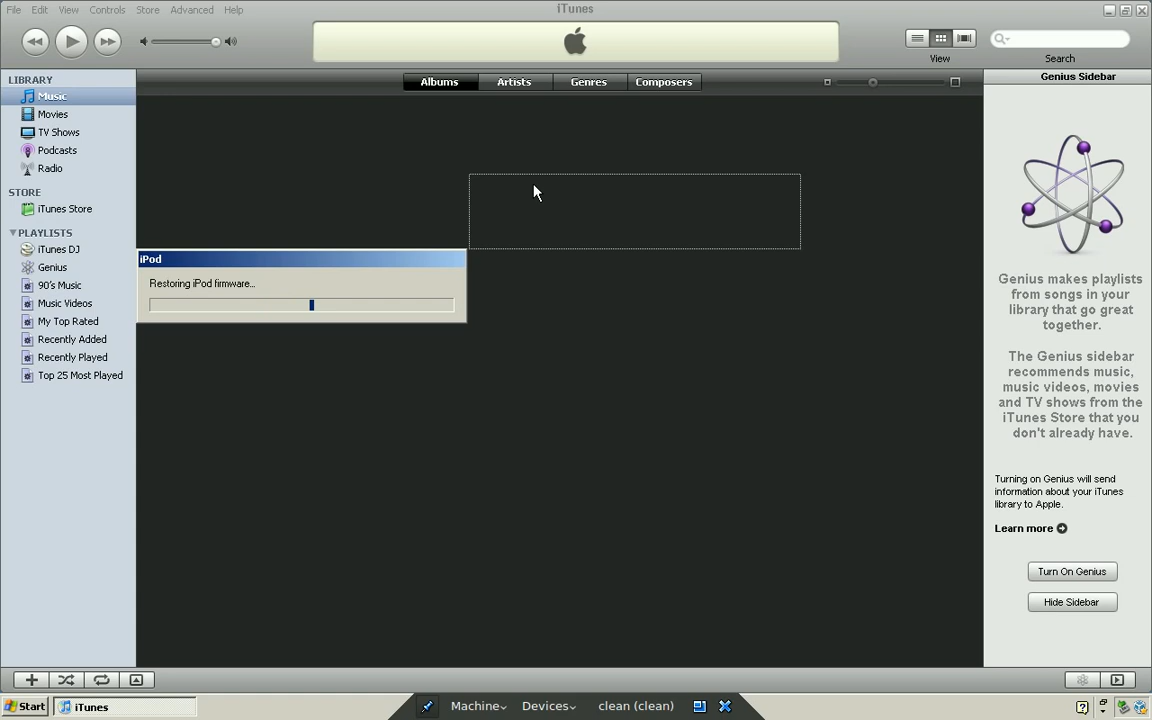 File Edit View Controls Store Advanced Help
iTunes
View
Search
LIBRARY
Music
Movies
TV Shows
Podcasts
Radio
STORE
iTunes Store
PLAYLISTS
iTunes DJ
Genius
90's Music
Music Videos
My Top Rated
Recently Added
Recently Played
Top 25 Most Played
Albums Artists Genres Composers
iPod
Restoring iPod firmware...
Genius Sidebar
Genius makes playlists
from songs in your
library that go great
together.
The Genius sidebar
recommends music,
music videos, movies
and TV shows from the
iTunes Store that you
don't already have.
Turning on Genius will send
information about your iTunes
library to Apple.
Learn more
Turn On Genius
Hide Sidebar
Start
iTunes
Machine
Devices
clean (clean)